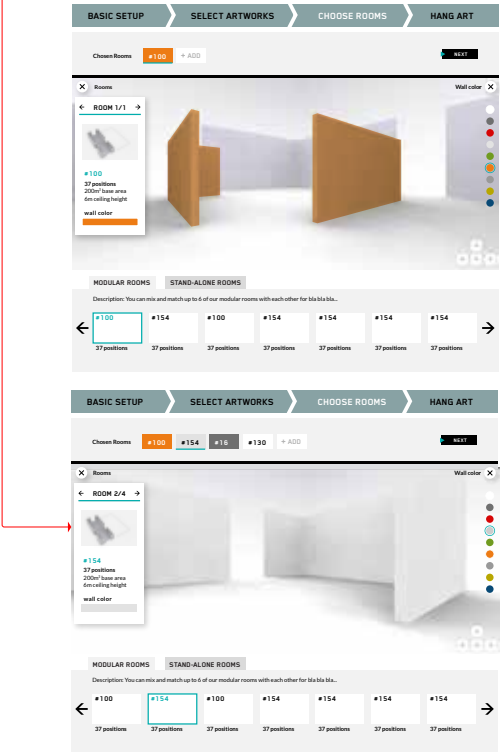 BASIC SETUP SELECT ARTWORKS CHOOSE ROOMS HANG ART
Chosen Rooms #100 + ADD NEXT
Rooms Wall color
ROOM 1/1
#100
37 positions
200m² base area
6m ceiling height
wall color
MODULAR ROOMS STAND-ALONE ROOMS
Description: You can mix and match up to 6 of our modular rooms with each other for bla bla bla...
#100 #154 #100 #154 #154 #154 #154
37 positions 37 positions 37 positions 37 positions 37 positions 37 positions 37 positions
BASIC SETUP SELECT ARTWORKS CHOOSE ROOMS HANG ART
Chosen Rooms #100 #154 #16 #130 + ADD NEXT
Rooms Wall color
ROOM 2/4
#154
37 positions
200m² base area
6m ceiling height
wall color
MODULAR ROOMS STAND-ALONE ROOMS
Description: You can mix and match up to 6 of our modular rooms with each other for bla bla bla...
#100 #154 #100 #154 #154 #154 #154
37 positions 37 positions 37 positions 37 positions 37 positions 37 positions 37 positions